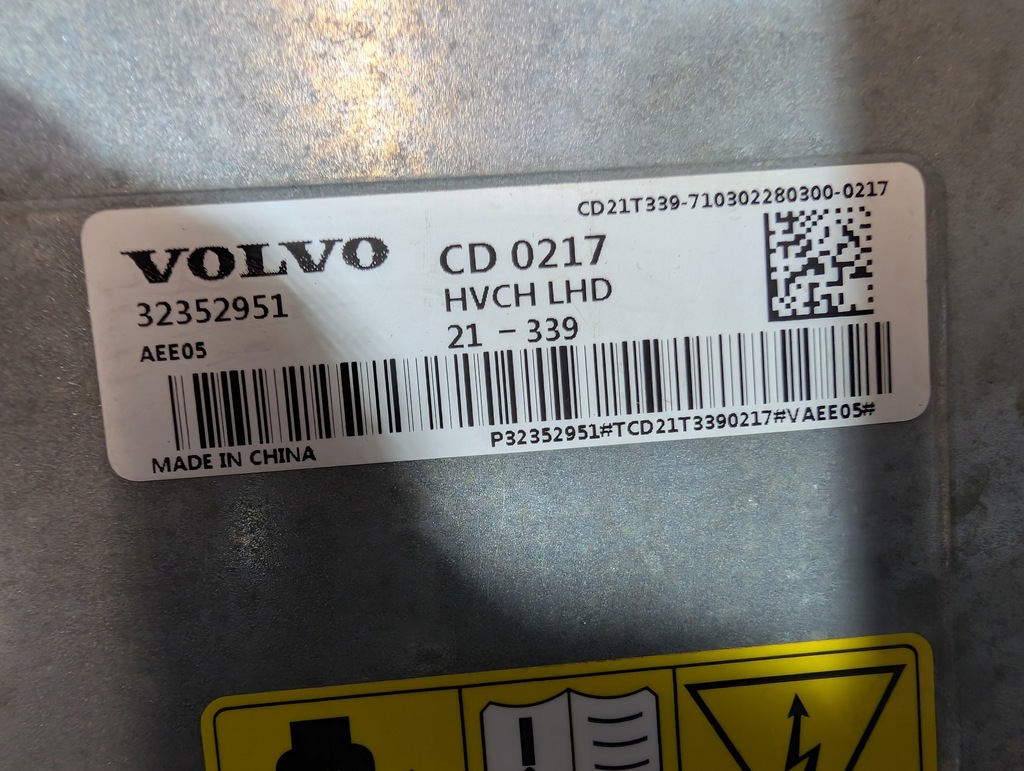 CD21T339-710302280300-0217
VOLVO
CD 0217
32352951
HVCH LHD
AEE05
21 - 339
P32352951#TCD21T3390217#VAEE05#
MADE IN CHINA